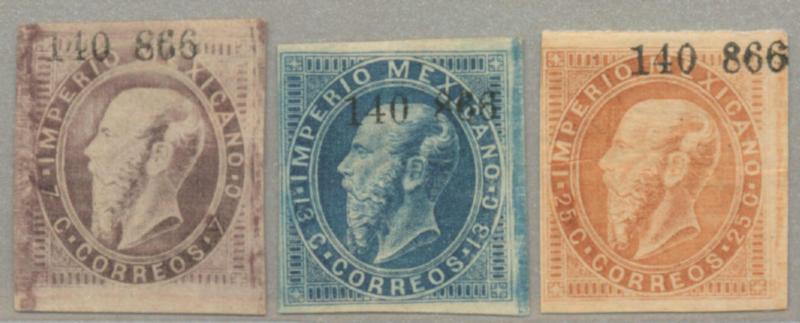 140 866
IMPERIO MEXICANO
7 C. CORREOS. 7 C
140 866
IMPERIO MEXICANO
13 C. CORREOS. 13 C
140 866
IMPERIO MEXICANO
25 C. CORREOS. 25 C